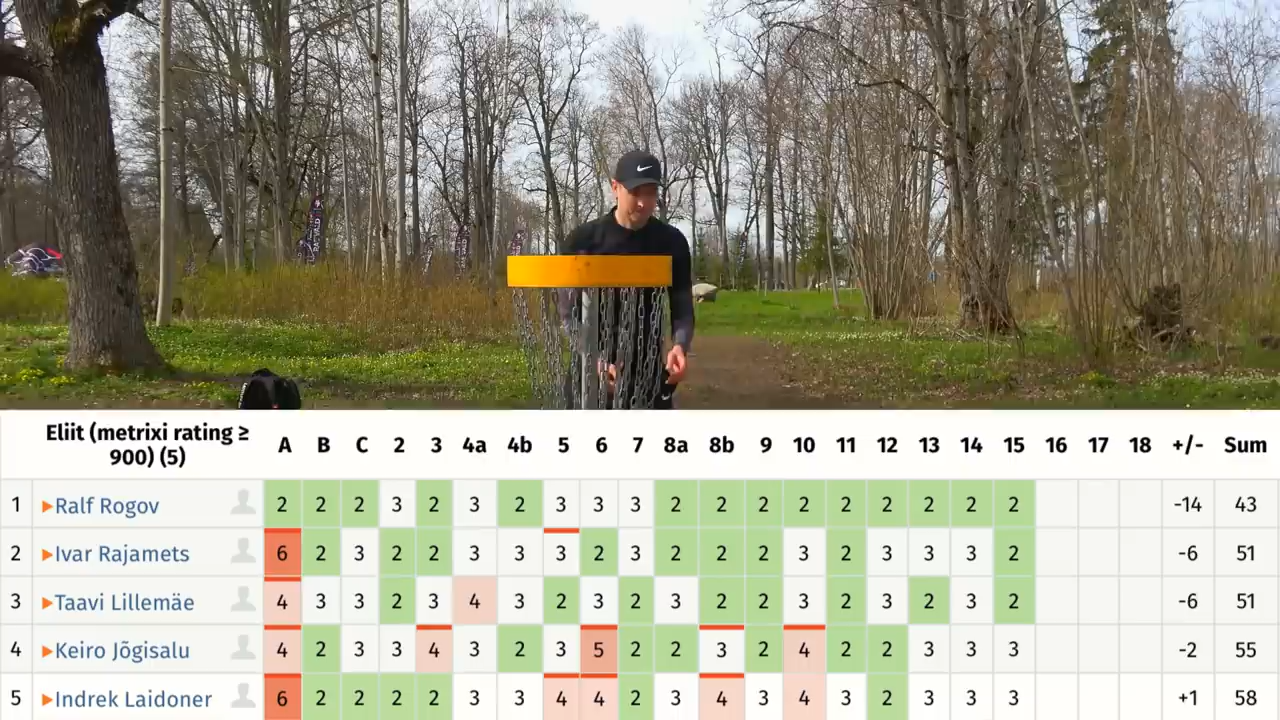 Eliit (metrixi rating ≥ 900) (5) A B C 2 3 4a 4b 5 6 7 8a 8b 9 10 11 12 13 14 15 16 17 18 +/- Sum
1 Ralf Rogov 2 2 2 3 2 3 2 3 3 3 2 2 2 2 2 2 2 2 2 -14 43
2 Ivar Rajamets 6 2 3 2 2 3 3 3 2 3 2 2 2 3 2 3 3 3 2 -6 51
3 Taavi Lillemäe 4 3 3 2 3 4 3 2 3 2 3 2 2 3 2 3 2 3 2 -6 51
4 Keiro Jõgisalu 4 2 3 3 4 3 2 3 5 2 2 3 2 4 2 2 3 3 3 -2 55
5 Indrek Laidoner 6 2 2 2 2 3 3 4 4 2 3 4 3 4 3 2 3 3 3 +1 58